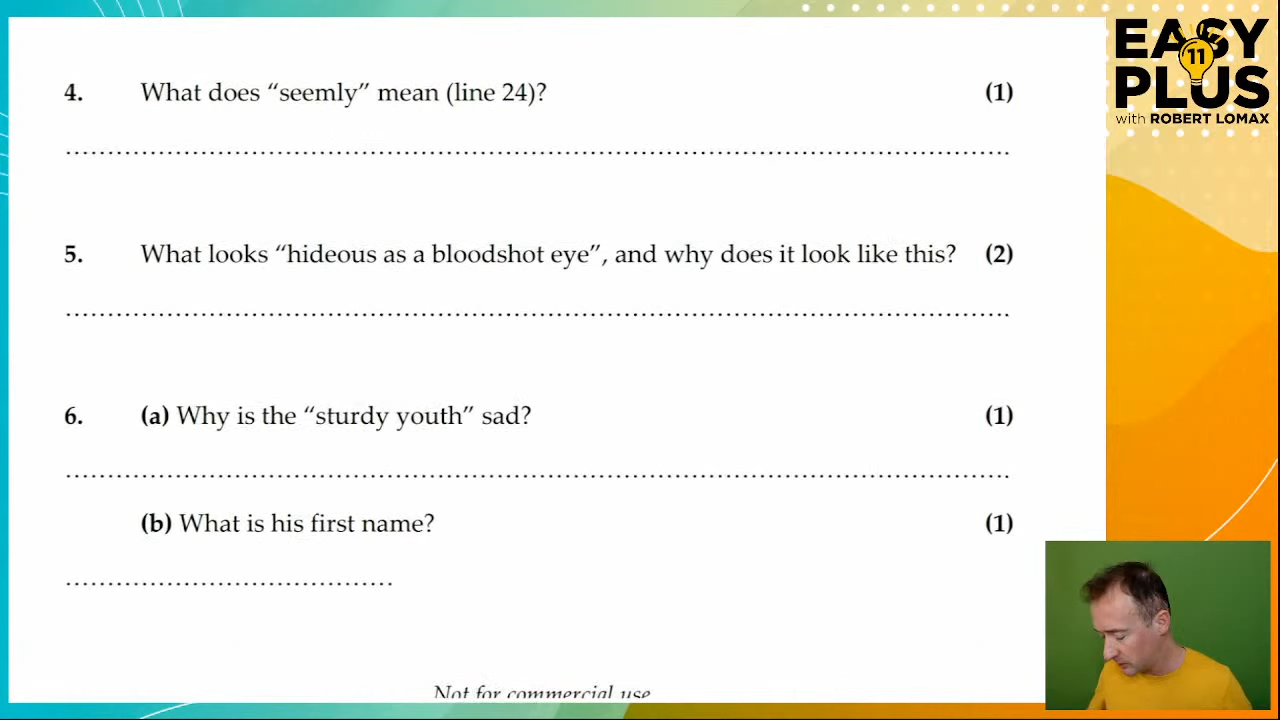 EASY
11
PLUS
with ROBERT LOMAX
4. What does “seemly” mean (line 24)? (1)
5. What looks “hideous as a bloodshot eye”, and why does it look like this? (2)
6. (a) Why is the “sturdy youth” sad? (1)
(b) What is his first name? (1)
Not for commercial use